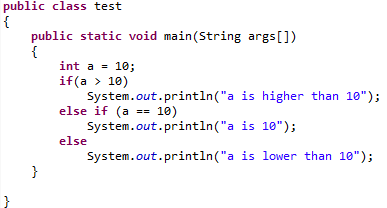 public class test
{
    public static void main(String args[])
    {
        int a = 10;
        if(a > 10)
            System.out.println("a is higher than 10");
        else if (a == 10)
            System.out.println("a is 10");
        else
            System.out.println("a is lower than 10");
    }
}